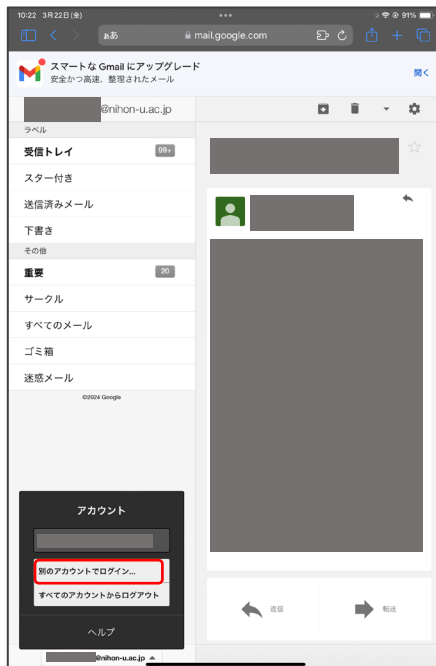 10:22 3月22日(金)
91%
ああ
mail.google.com
スマートな Gmail にアップグレード
安全かつ高速、整理されたメール
開く
@nihon-u.ac.jp
ラベル
受信トレイ 99+
スター付き
送信済みメール
下書き
その他
重要 20
サークル
すべてのメール
ゴミ箱
迷惑メール
©2024 Google
アカウント
別のアカウントでログイン...
すべてのアカウントからログアウト
ヘルプ
@nihon-u.ac.jp
返信
転送